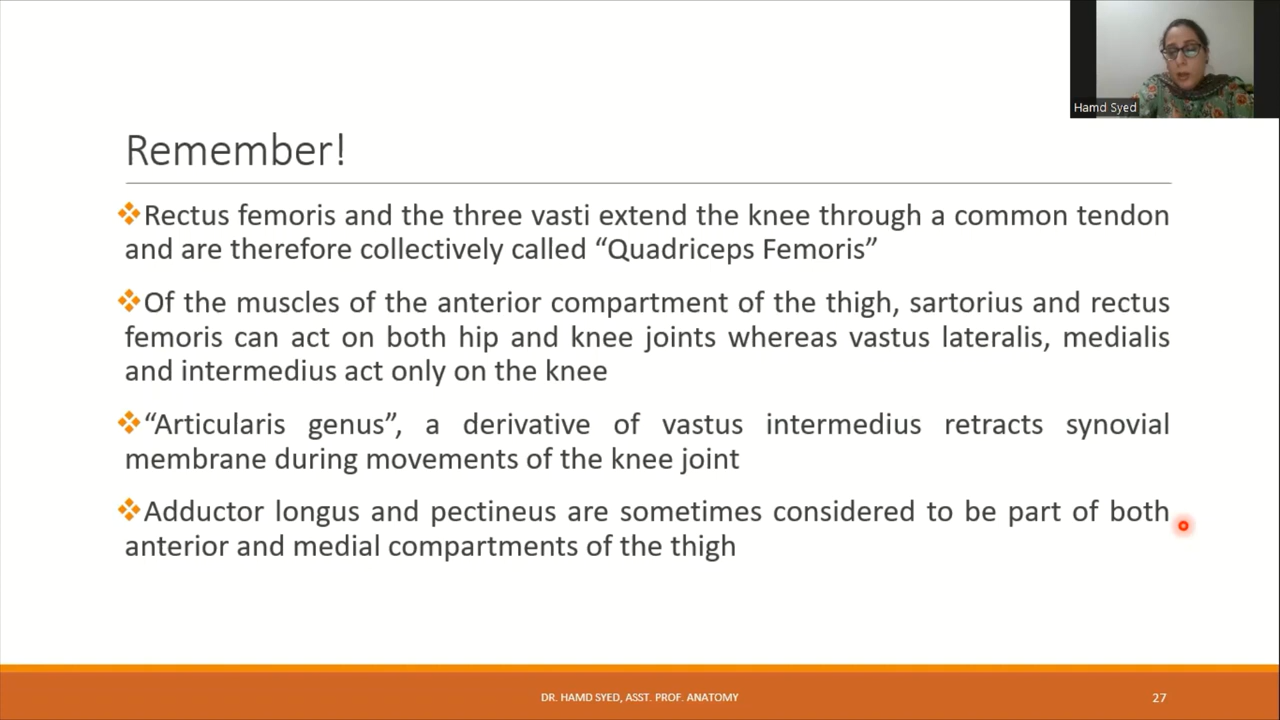 Hamd Syed
Remember!
Rectus femoris and the three vasti extend the knee through a common tendon
and are therefore collectively called “Quadriceps Femoris”
Of the muscles of the anterior compartment of the thigh, sartorius and rectus
femoris can act on both hip and knee joints whereas vastus lateralis, medialis
and intermedius act only on the knee
“Articularis genus”, a derivative of vastus intermedius retracts synovial
membrane during movements of the knee joint
Adductor longus and pectineus are sometimes considered to be part of both
anterior and medial compartments of the thigh
DR. HAMD SYED, ASST. PROF. ANATOMY
27